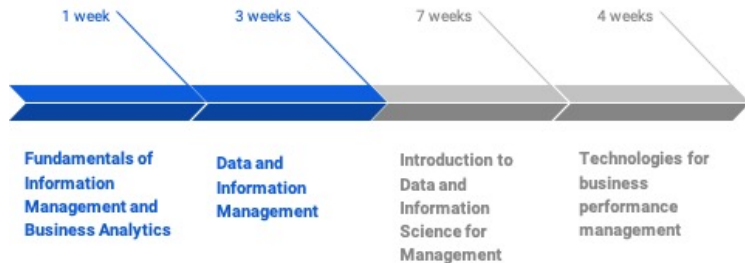 1 week
3 weeks
7 weeks
4 weeks
Fundamentals of
Information
Management and
Business Analytics
Data and
Information
Management
Introduction to
Data and
Information
Science for
Management
Technologies for
business
performance
management